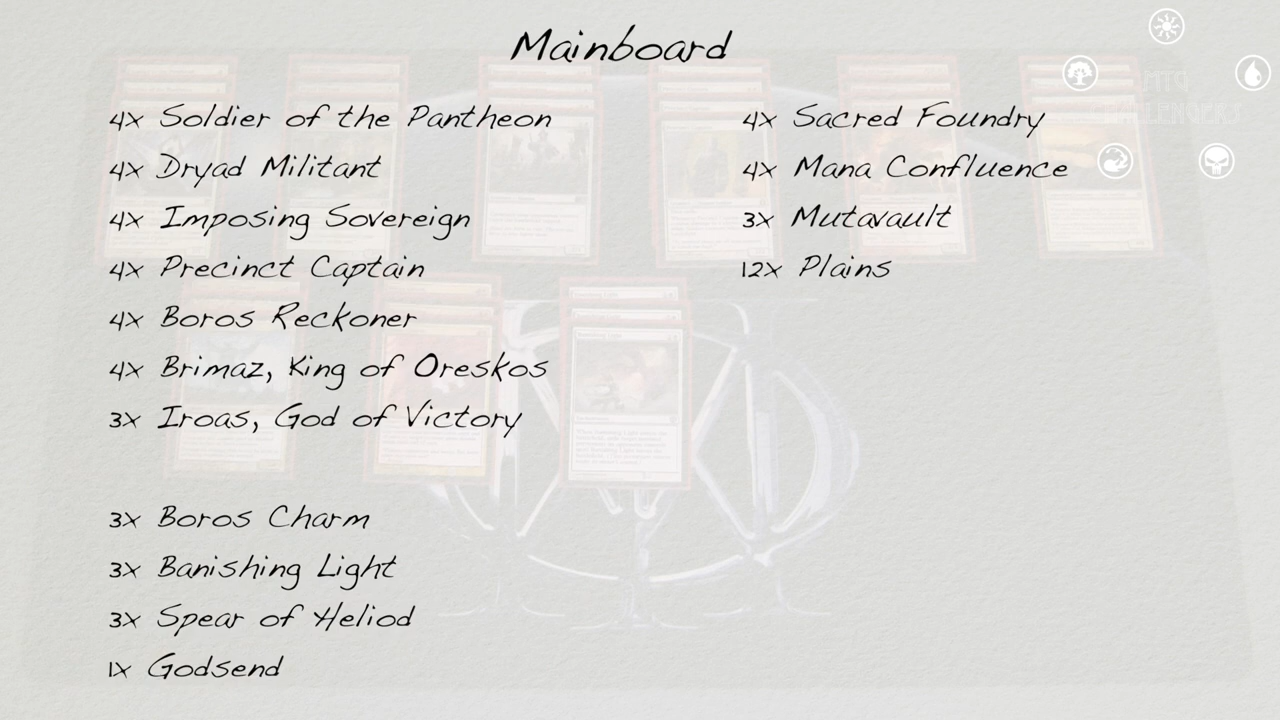 Mainboard
4x Soldier of the Pantheon
4x Dryad Militant
4x Imposing Sovereign
4x Precinct Captain
4x Boros Reckoner
4x Brimaz, King of Oreskos
3x Iroas, God of Victory
3x Boros Charm
3x Banishing Light
3x Spear of Heliod
1x Godsend
4x Sacred Foundry
4x Mana Confluence
3x Mutavault
12x Plains